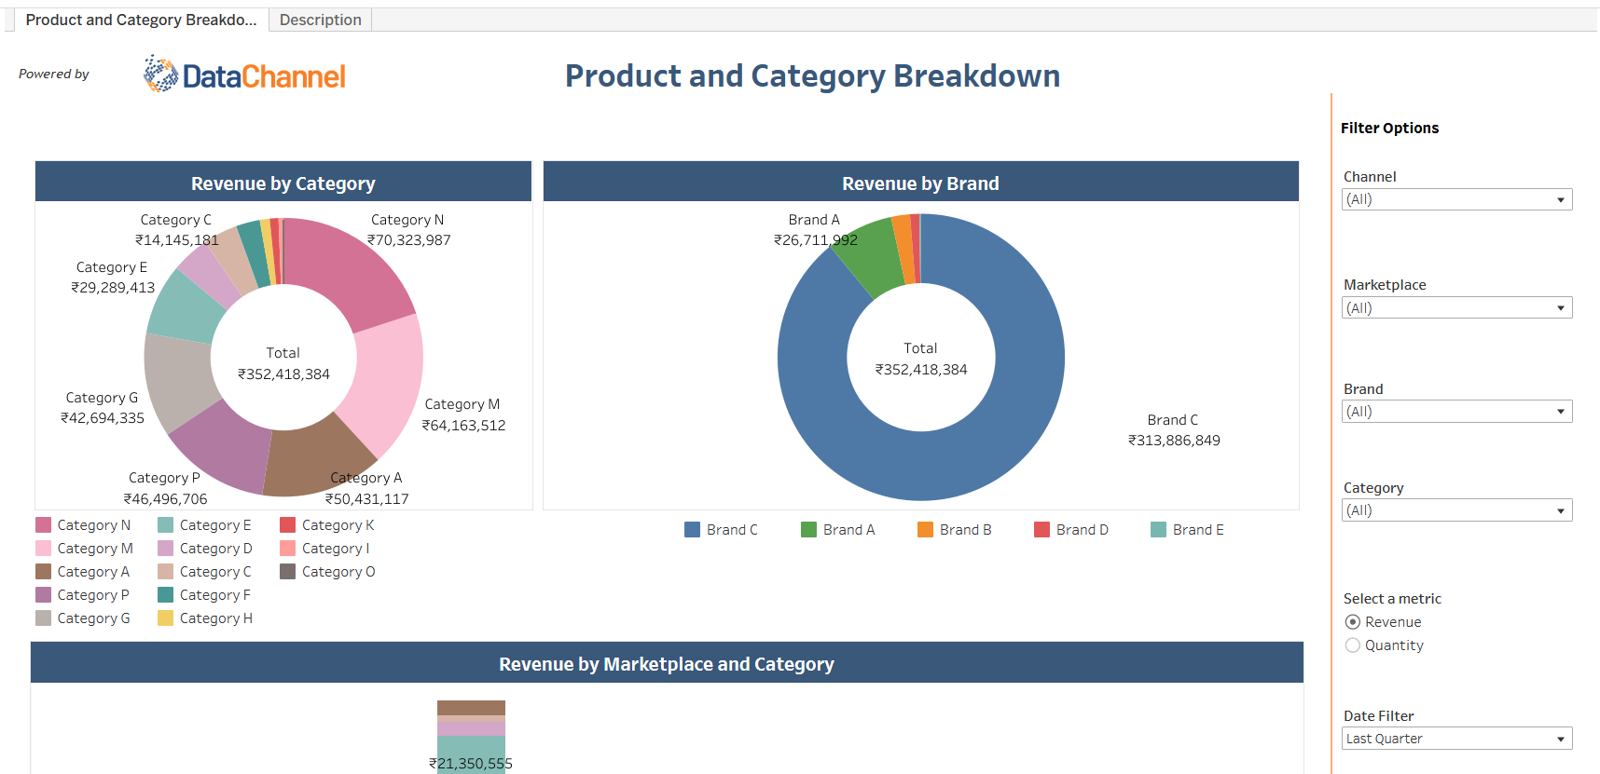 Product and Category Breakdo...
Description
Powered by
DataChannel
Product and Category Breakdown
Revenue by Category
Category C
₹14,145,181
Category N
₹70,323,987
Category E
₹29,289,413
Total
₹352,418,384
Category G
₹42,694,335
Category M
₹64,163,512
Category P
₹46,496,706
Category A
₹50,431,117
Category N
Category E
Category K
Category M
Category D
Category I
Category A
Category C
Category O
Category P
Category F
Category G
Category H
Revenue by Brand
Brand A
₹26,711,992
Total
₹352,418,384
Brand C
₹313,886,849
Brand C
Brand A
Brand B
Brand D
Brand E
Revenue by Marketplace and Category
₹21,350,555
Filter Options
Channel
(All)
Marketplace
(All)
Brand
(All)
Category
(All)
Select a metric
Revenue
Quantity
Date Filter
Last Quarter